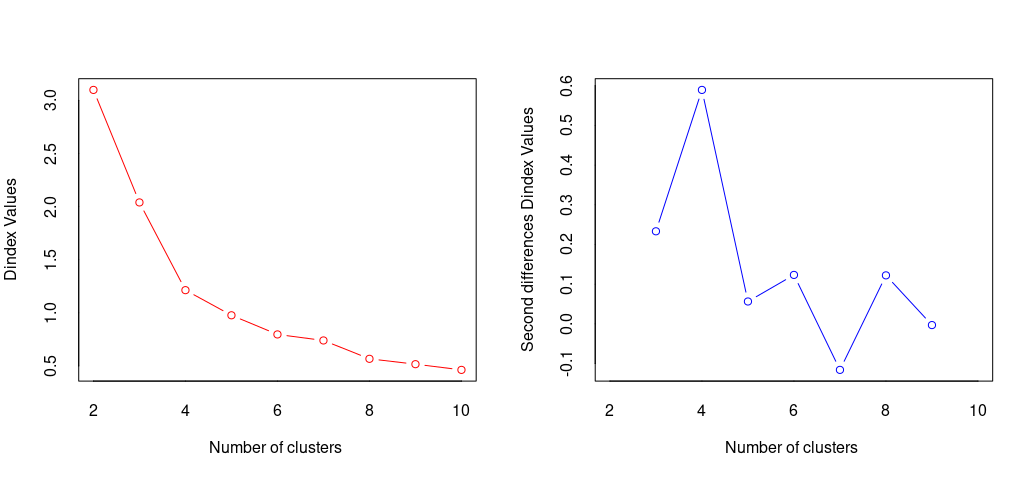 Dindex Values
3.0
2.5
2.0
1.5
1.0
0.5
2 4 6 8 10
Number of clusters
Second differences Dindex Values
0.6
0.5
0.4
0.3
0.2
0.1
0.0
-0.1
2 4 6 8 10
Number of clusters